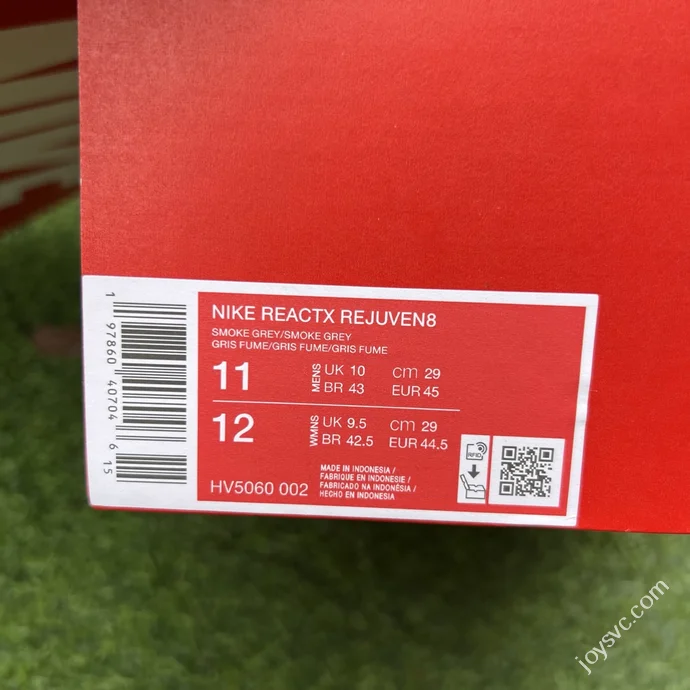 1 97860 40704 6 15
NIKE REACTX REJUVEN8
SMOKE GREY/SMOKE GREY
GRIS FUME/GRIS FUME/GRIS FUME
11 MENS UK 10 cm 29
BR 43 EUR 45
12 WMNS UK 9.5 cm 29
BR 42.5 EUR 44.5
HV5060 002
MADE IN INDONESIA /
FABRIQUE EN INDONESIE /
FABRICADO NA INDONÉSIA /
HECHO EN INDONESIA
RFID
joysvc.com